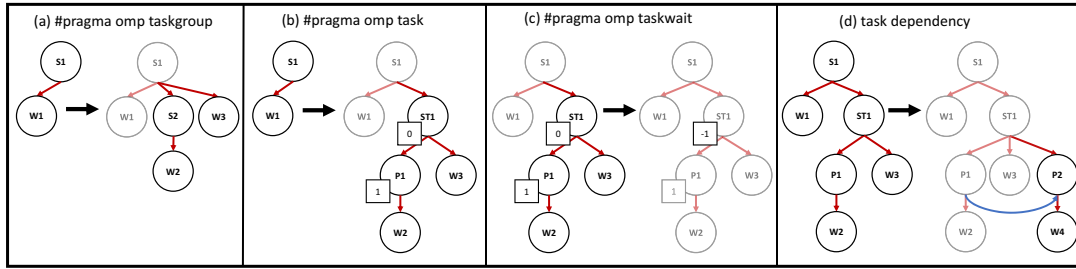 (a) #pragma omp taskgroup
S1
W1
S1
W1
S2
W3
W2
(b) #pragma omp task
S1
W1
S1
W1
ST1
0
P1
W3
1
W2
(c) #pragma omp taskwait
S1
W1
ST1
0
P1
W3
1
W2
S1
W1
ST1
-1
P1
W3
1
W2
(d) task dependency
S1
W1
ST1
P1
W3
W2
S1
W1
ST1
P1
W3
P2
W2
W4